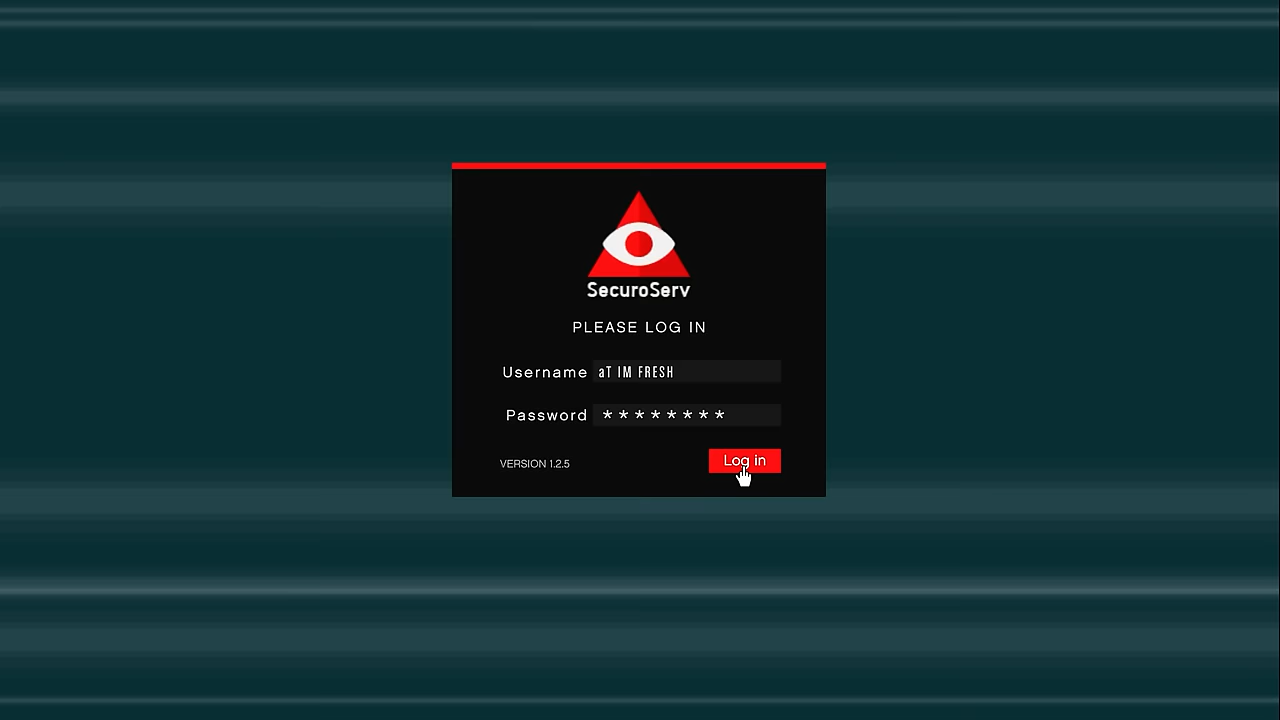 SecuroServ
PLEASE LOG IN
Username aT IM FRESH
Password ********
VERSION 1.2.5 Log in